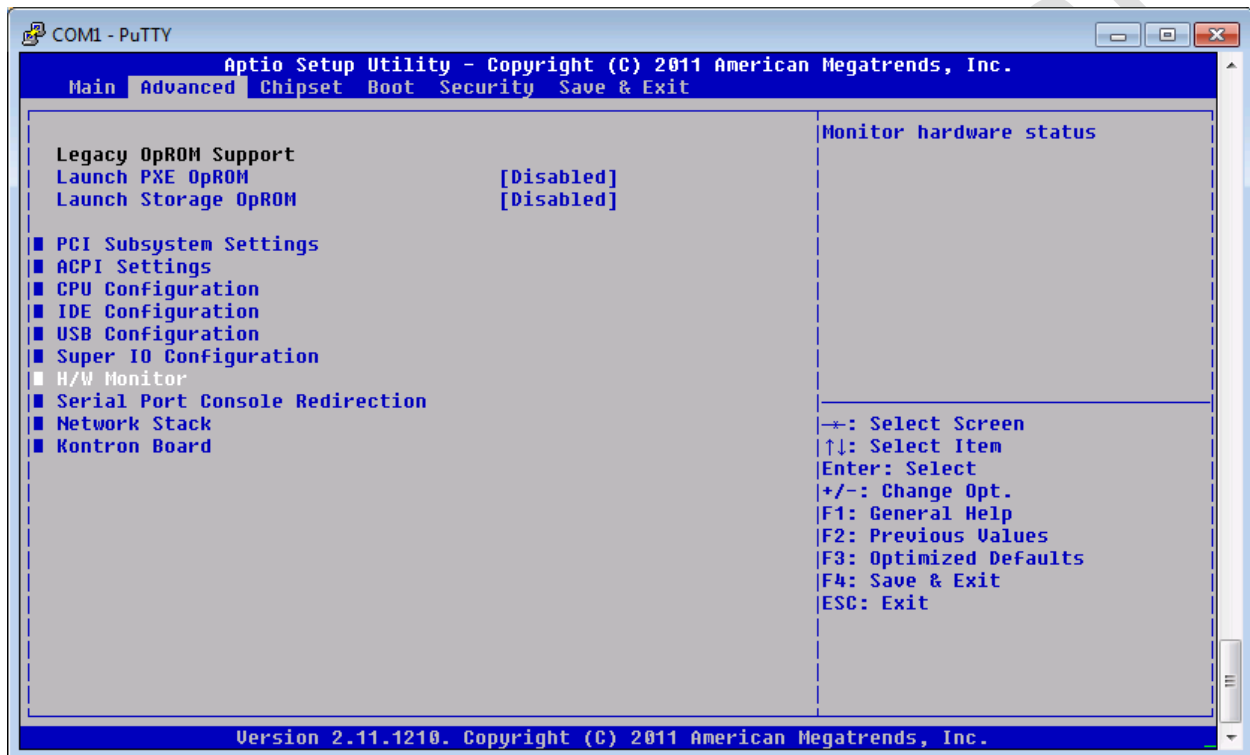 COM1 - PuTTY
Aptio Setup Utility - Copyright (C) 2011 American Megatrends, Inc.
Main Advanced Chipset Boot Security Save & Exit
Monitor hardware status
Legacy OpROM Support
Launch PXE OpROM [Disabled]
Launch Storage OpROM [Disabled]
PCI Subsystem Settings
ACPI Settings
CPU Configuration
IDE Configuration
USB Configuration
Super IO Configuration
H/W Monitor
Serial Port Console Redirection
Network Stack
Kontron Board
→←: Select Screen
↑↓: Select Item
Enter: Select
+/-: Change Opt.
F1: General Help
F2: Previous Values
F3: Optimized Defaults
F4: Save & Exit
ESC: Exit
Version 2.11.1210. Copyright (C) 2011 American Megatrends, Inc.